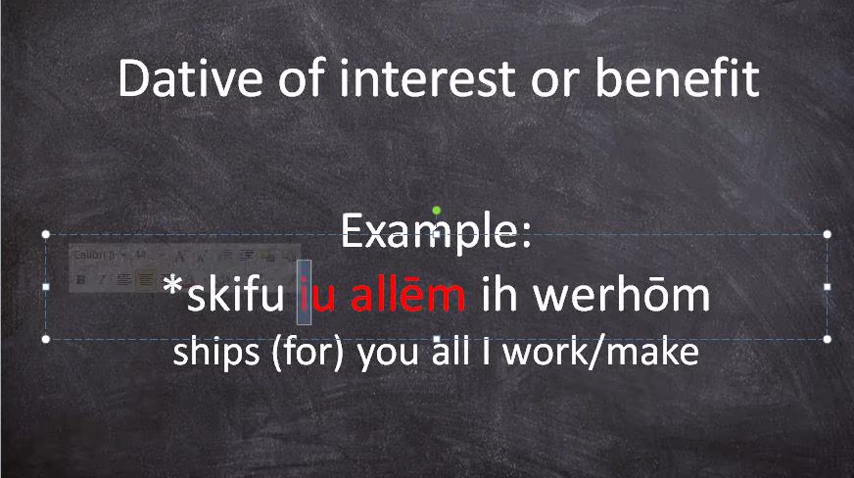 Dative of interest or benefit
Example:
*skifu iu allēm ih werhōm
ships (for) you all I work/make